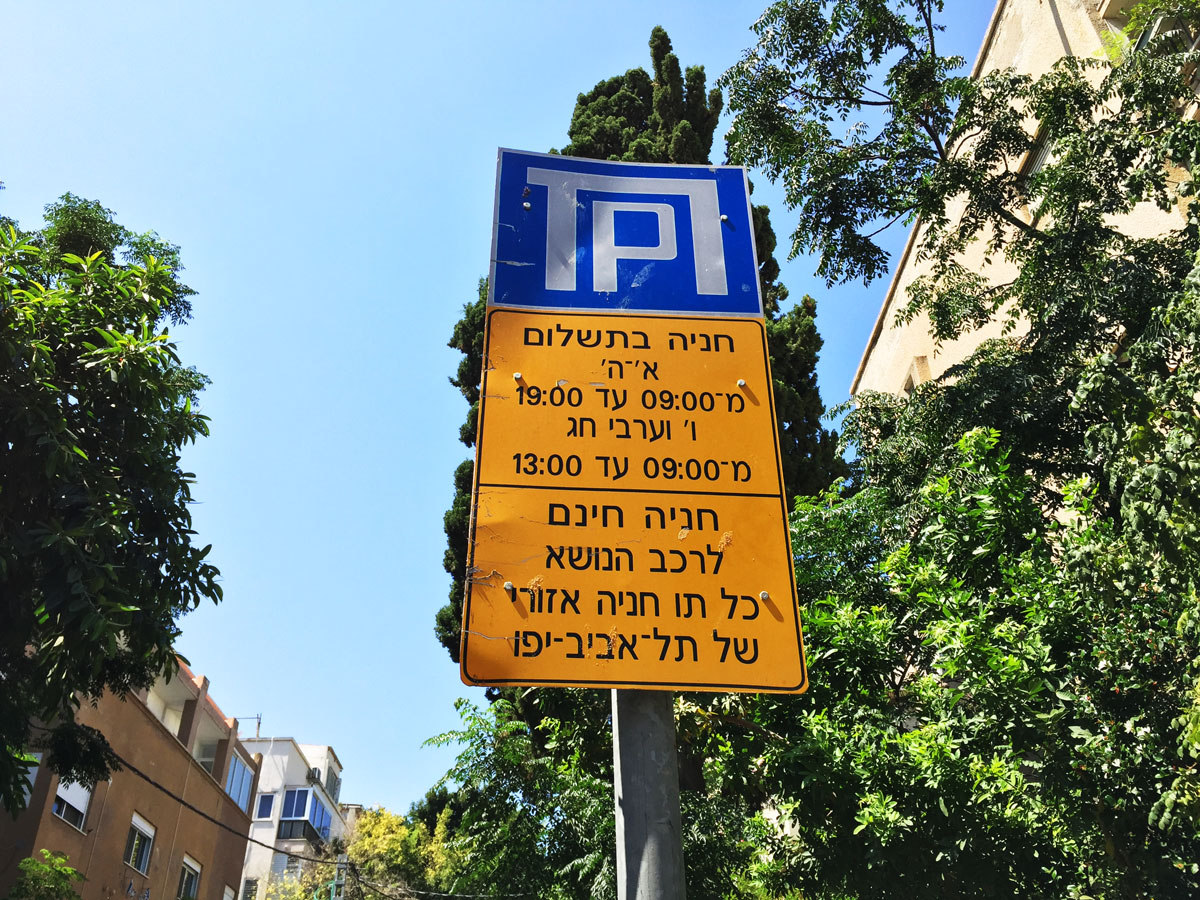 חP
חניה בתשלום
א'־ה'
מ־09:00 עד 19:00
ו' וערבי חג
מ־09:00 עד 13:00
חניה חינם
לרכב הנושא
כל תו חניה אזורי
של תל־אביב-יפו